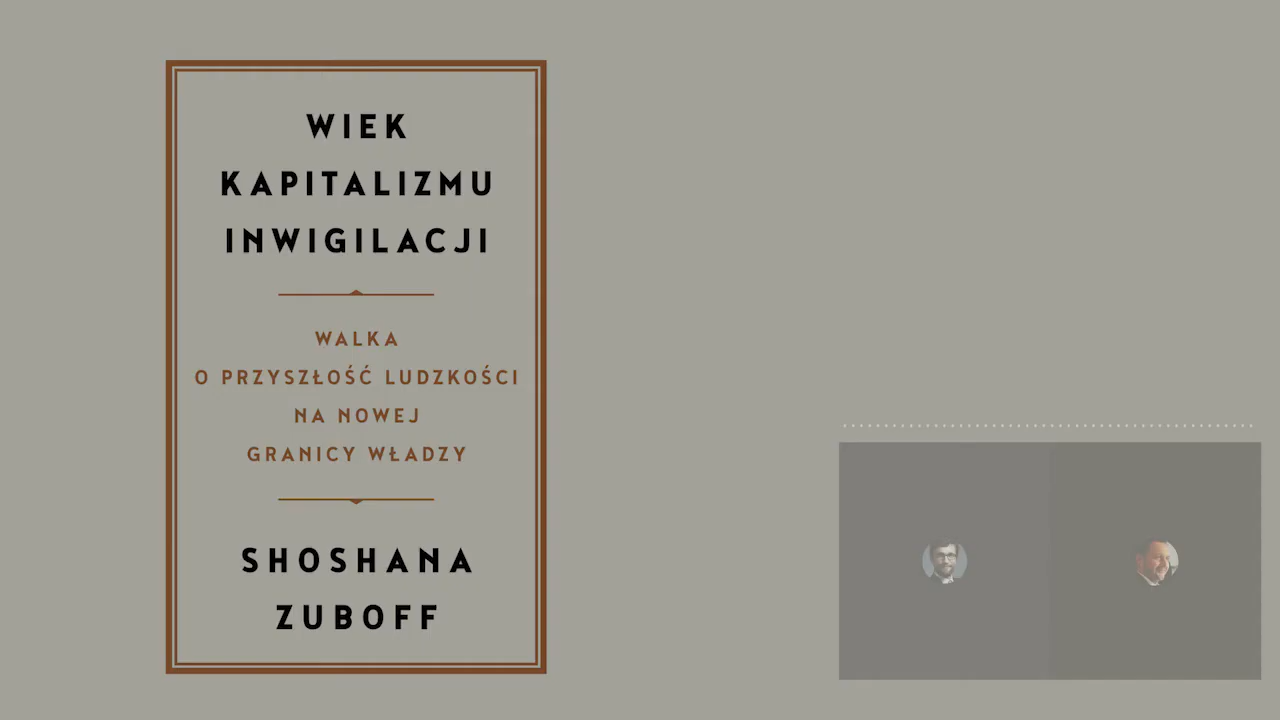 WIEK
KAPITALIZMU
INWIGILACJI
WALKA
O PRZYSZŁOŚĆ LUDZKOŚCI
NA NOWEJ
GRANICY WŁADZY
SHOSHANA
ZUBOFF